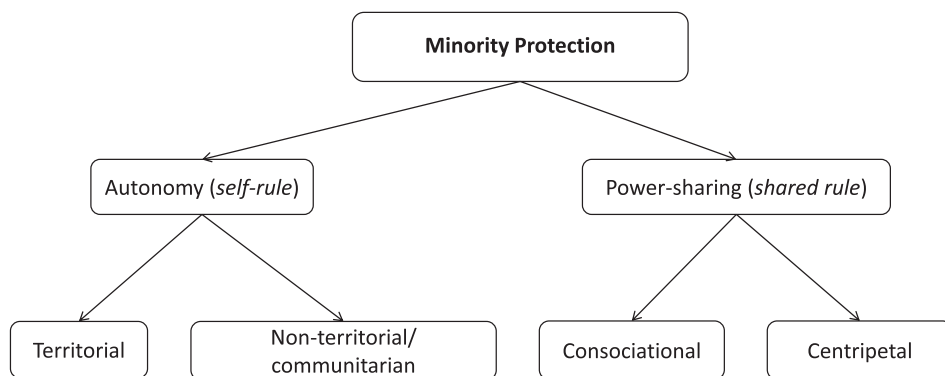 Minority Protection
Autonomy (self-rule)
Power-sharing (shared rule)
Territorial
Non-territorial/
communitarian
Consociational
Centripetal